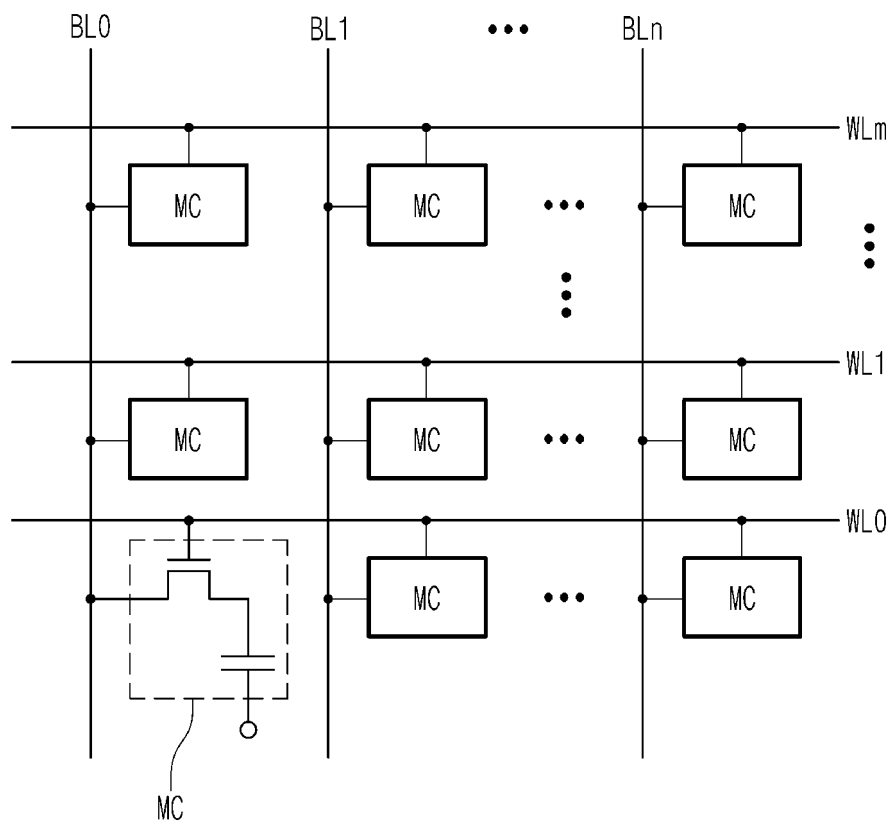 BL0 BL1 ••• BLn
WLm
MC MC ••• MC
WL1
MC MC ••• MC
WL0
MC ••• MC
MC